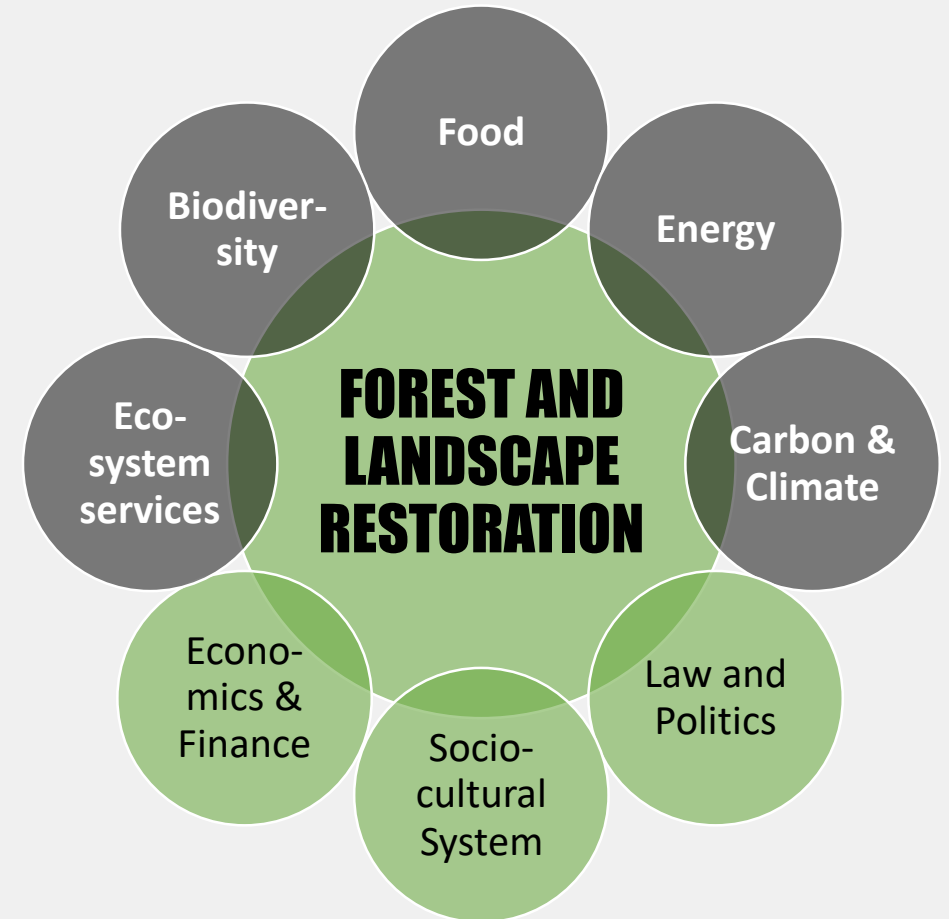 Food
Biodiver-
sity
Energy
Eco-
system
services
FOREST AND
LANDSCAPE
RESTORATION
Carbon &
Climate
Econo-
mics &
Finance
Socio-
cultural
System
Law and
Politics